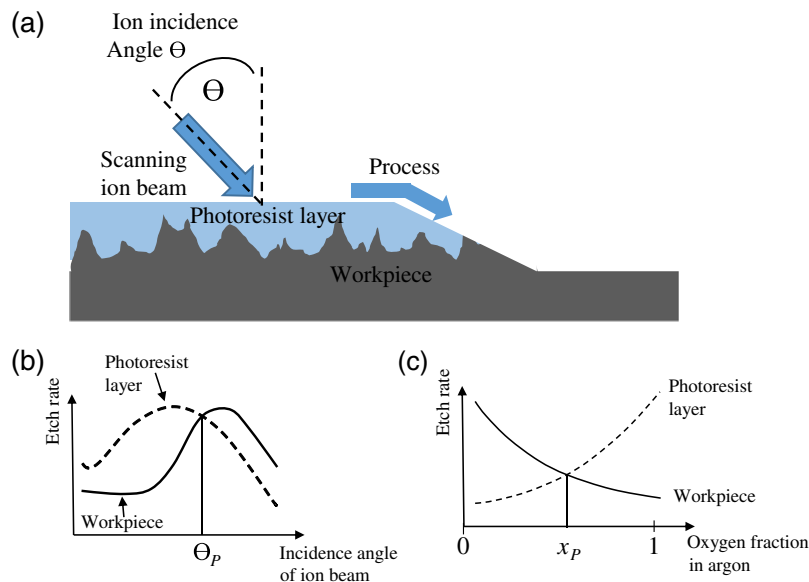 (a)
Ion incidence
Angle Ɵ
Ɵ
Scanning
ion beam
Process
Photoresist layer
Workpiece
(b)
Photoresist
layer
Etch rate
Workpiece
Ɵ_P
Incidence angle
of ion beam
(c)
Etch rate
Photoresist
layer
Workpiece
0
x_P
1
Oxygen fraction
in argon